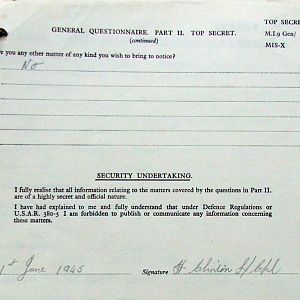 TOP SECR
GENERAL QUESTIONNAIRE. PART II. TOP SECRET.
M.I.9 Gen/
(continued)
MIS-X
e you any other matter of any kind you wish to bring to notice?
No
SECURITY UNDERTAKING.
I fully realise that all information relating to the matters covered by the questions in Part II.
are of a highly secret and official nature.
I have had explained to me and fully understand that under Defence Regulations or
U.S.A.R. 380-5 I am forbidden to publish or communicate any information concerning
these matters.
1st June 1945
Signature H Clinton